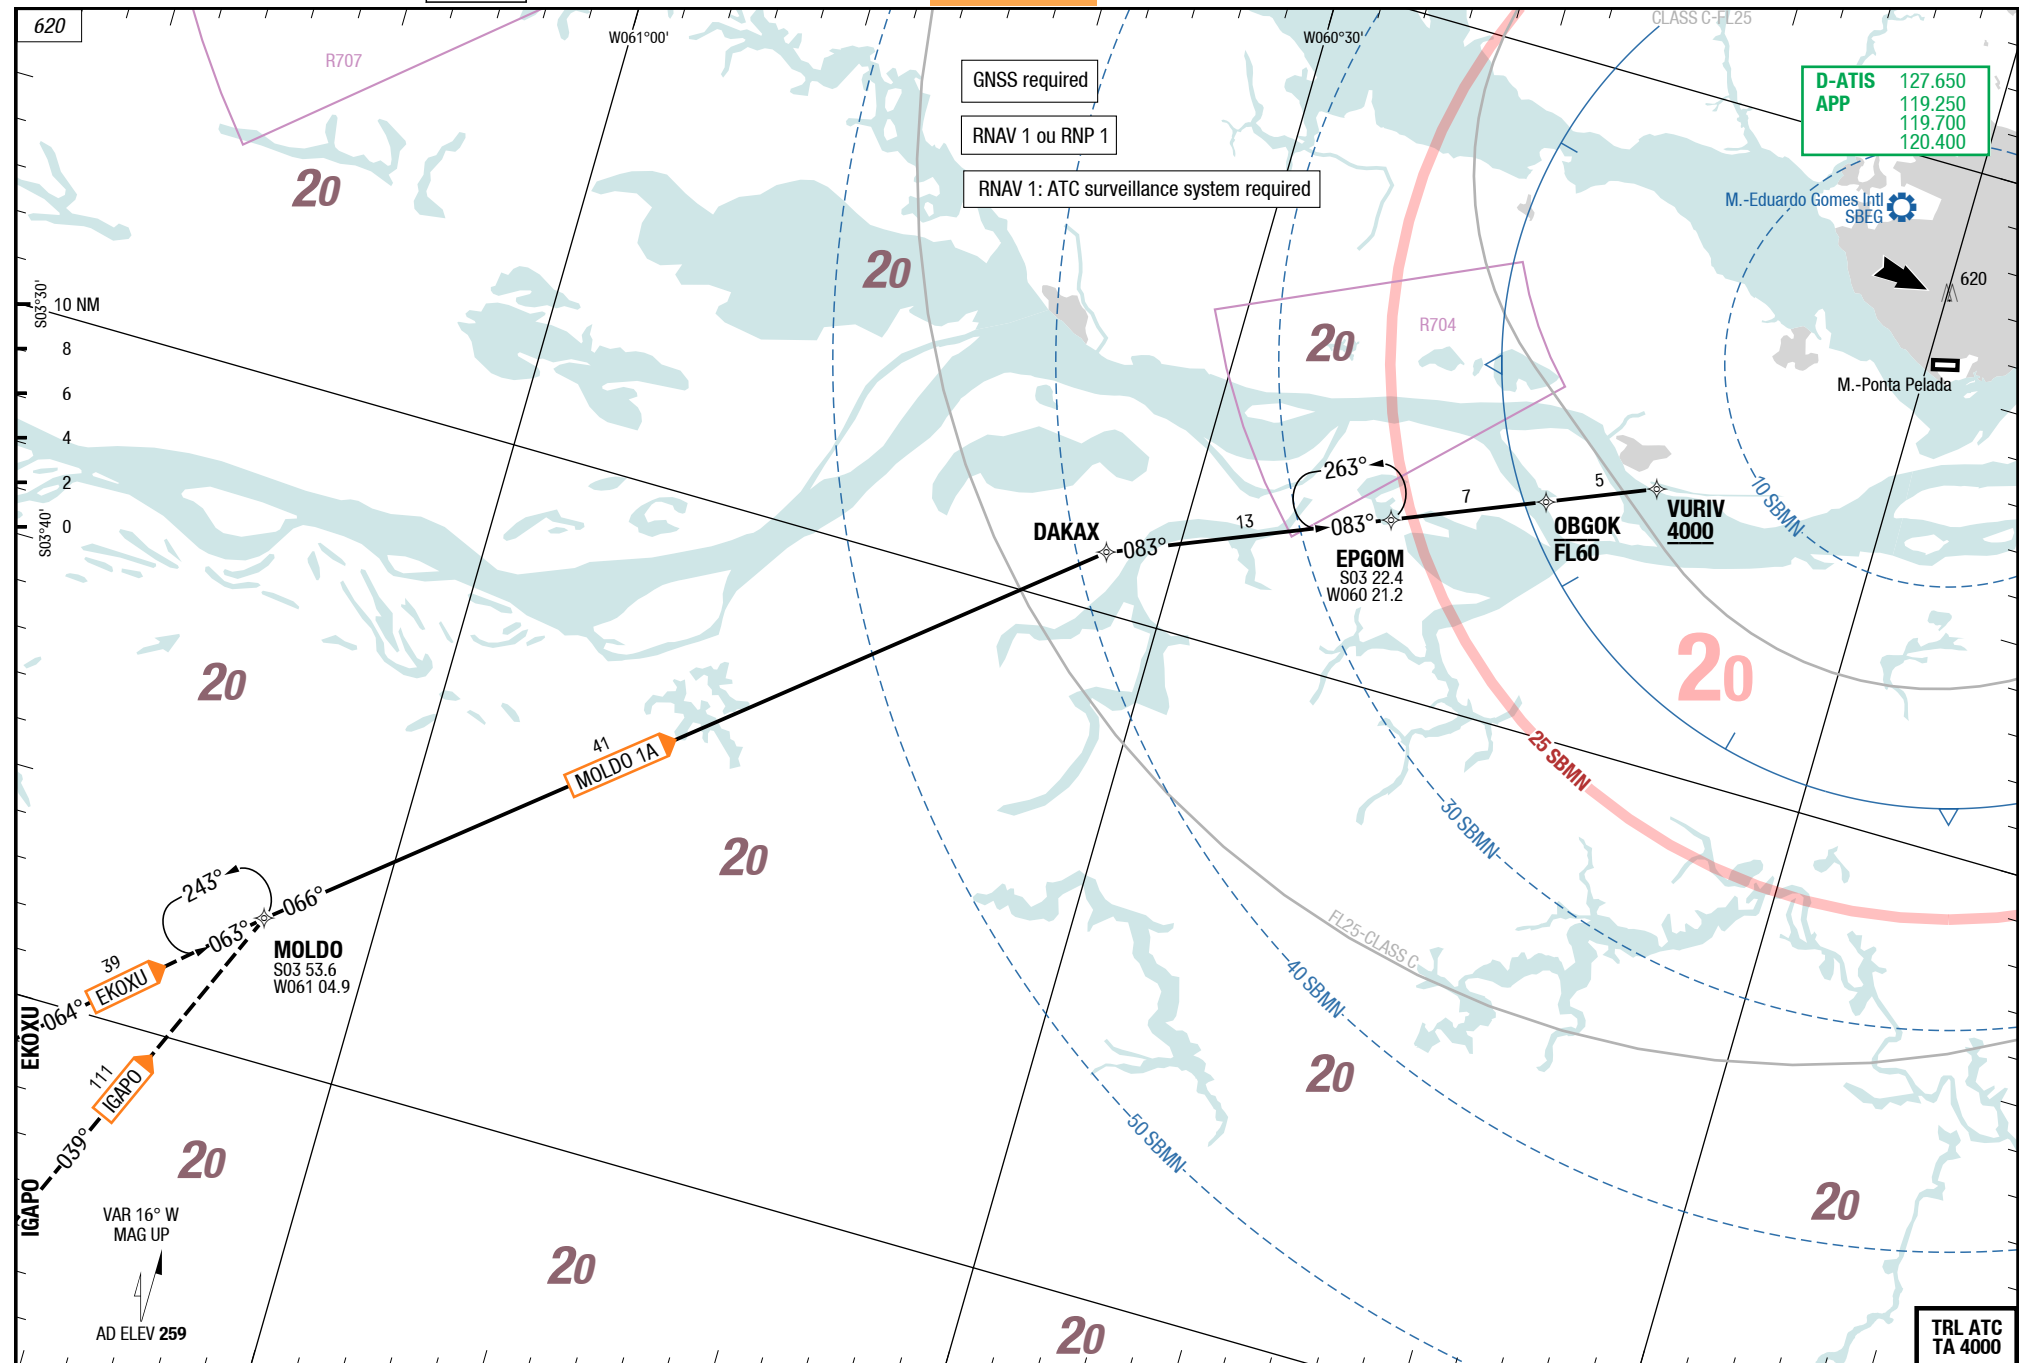 620
R707
W061°00'
W060°30'
CLASS C-FL25
GNSS required
RNAV 1 ou RNP 1
RNAV 1: ATC surveillance system required
D-ATIS 127.650
APP 119.250
119.700
120.400
M.-Eduardo Gomes Intl
SBEG
620
M.-Ponta Pelada
20
20
20
R704
S03°30'
10 NM
8
6
4
2
0
S03°40'
10 SBMN
263°
DAKAX
083°
13
083°
7
5
EPGOM
S03 22.4
W060 21.2
OBGOK
FL60
VURIV
4000
20
20
25 SBMN
41
MOLDO 1A
30 SBMN
20
243°
066°
063°
MOLDO
S03 53.6
W061 04.9
FL25-CLASS C
40 SBMN
39
EKOXU
064°
EKOXU
111
IGAPO
039°
IGAPO
20
50 SBMN
20
20
VAR 16° W
MAG UP
20
AD ELEV 259
20
TRL ATC
TA 4000